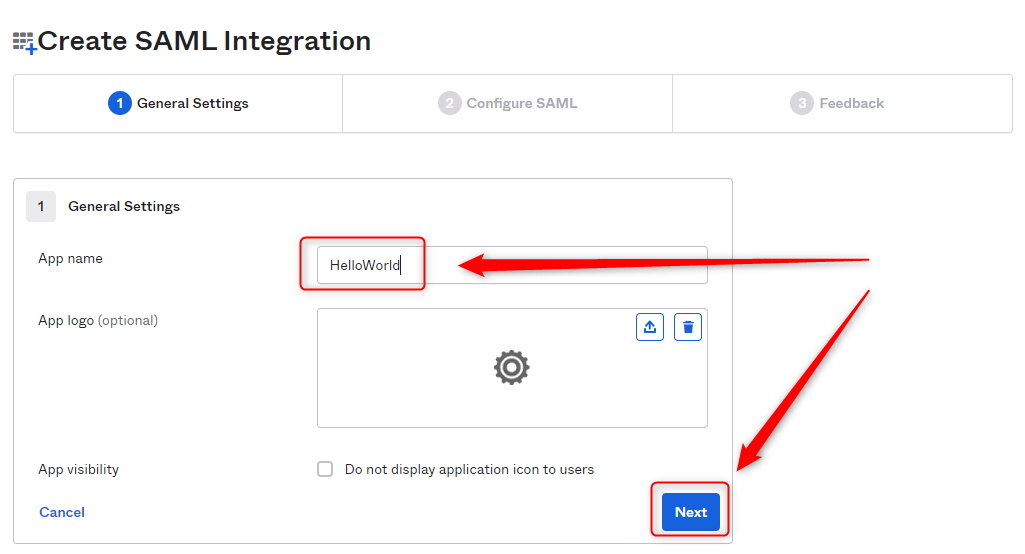 Create SAML Integration
1 General Settings
2 Configure SAML
3 Feedback
1 General Settings
App name
HelloWorld
App logo (optional)
App visibility
Do not display application icon to users
Cancel
Next